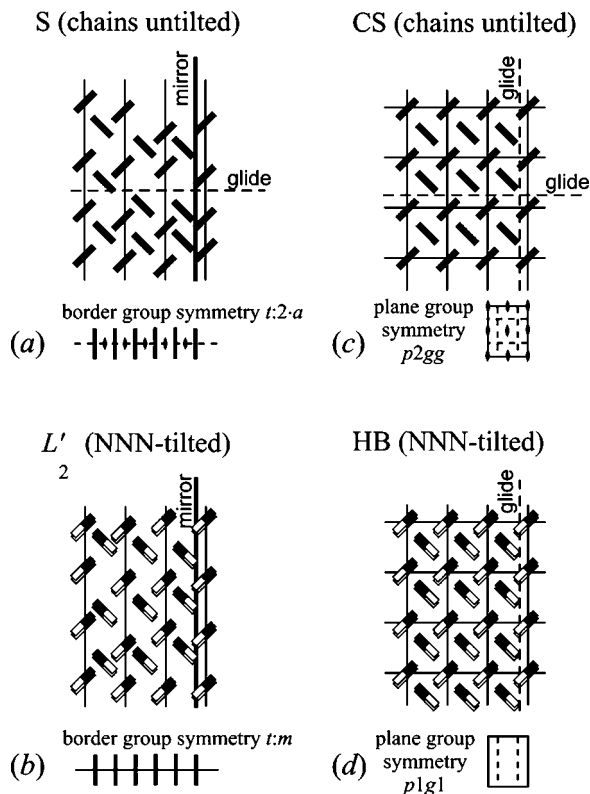 S (chains untilted)
mirror
glide
border group symmetry t:2·a
(a)
CS (chains untilted)
glide
glide
plane group
symmetry
p2gg
(c)
L′
2
(NNN-tilted)
mirror
border group symmetry t:m
(b)
HB (NNN-tilted)
glide
plane group
symmetry
p1g1
(d)